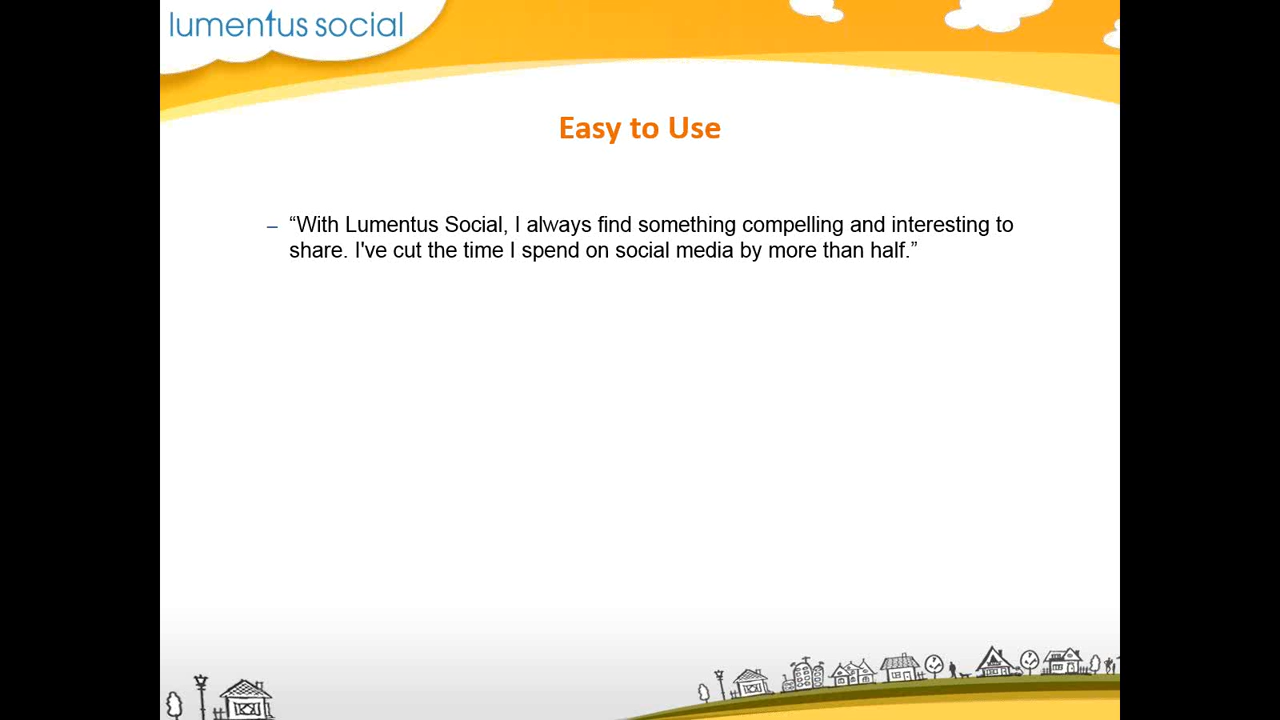 lumentus social
Easy to Use
– “With Lumentus Social, I always find something compelling and interesting to
share. I've cut the time I spend on social media by more than half.”